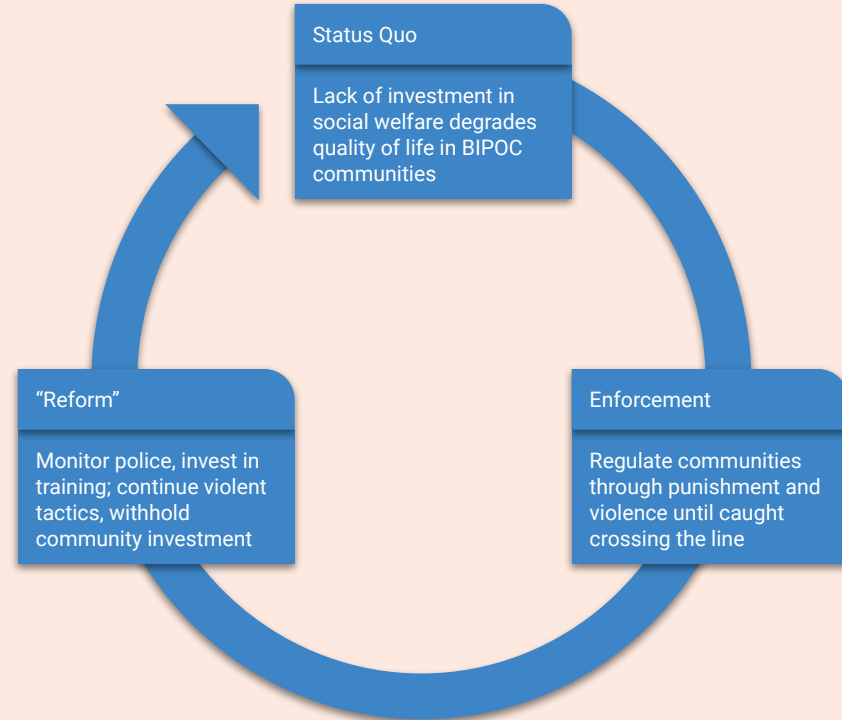 Status Quo
Lack of investment in
social welfare degrades
quality of life in BIPOC
communities
Enforcement
Regulate communities
through punishment and
violence until caught
crossing the line
“Reform”
Monitor police, invest in
training; continue violent
tactics, withhold
community investment